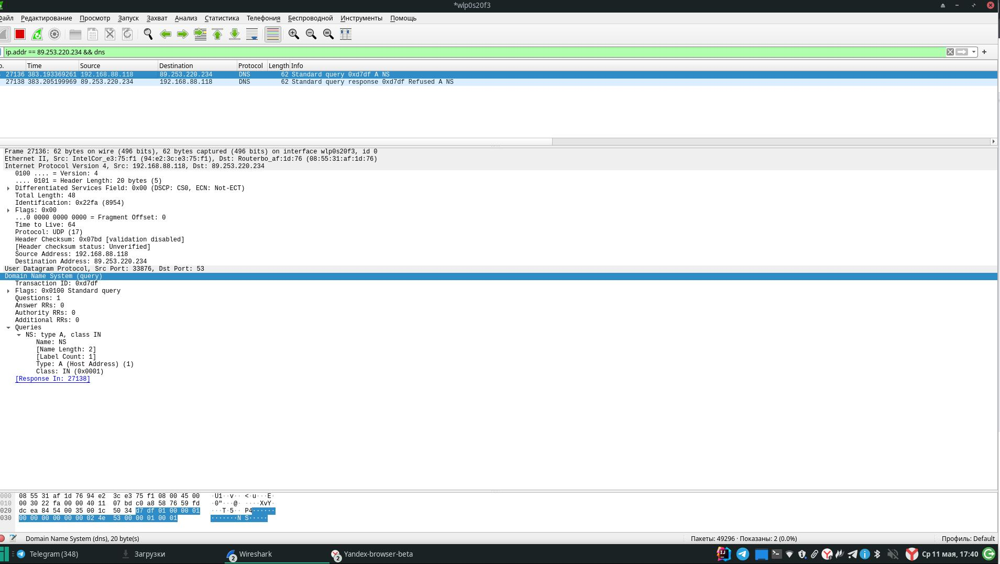 *wlp0s20f3
Файл Редактирование Просмотр Запуск Захват Анализ Статистика Телефония Беспроводной Инструменты Помощь
ip.addr == 89.253.220.234 && dns
o. Time Source Destination Protocol Length Info
27136 383.193369261 192.168.88.118 89.253.220.234 DNS 62 Standard query 0xd7df A NS
27138 383.205199969 89.253.220.234 192.168.88.118 DNS 62 Standard query response 0xd7df Refused A NS
Frame 27136: 62 bytes on wire (496 bits), 62 bytes captured (496 bits) on interface wlp0s20f3, id 0
Ethernet II, Src: IntelCor_e3:75:f1 (94:e2:3c:e3:75:f1), Dst: Routerbo_af:1d:76 (08:55:31:af:1d:76)
Internet Protocol Version 4, Src: 192.168.88.118, Dst: 89.253.220.234
0100 .... = Version: 4
.... 0101 = Header Length: 20 bytes (5)
Differentiated Services Field: 0x00 (DSCP: CS0, ECN: Not-ECT)
Total Length: 48
Identification: 0x22fa (8954)
Flags: 0x00
...0 0000 0000 0000 = Fragment Offset: 0
Time to Live: 64
Protocol: UDP (17)
Header Checksum: 0x07bd [validation disabled]
[Header checksum status: Unverified]
Source Address: 192.168.88.118
Destination Address: 89.253.220.234
User Datagram Protocol, Src Port: 33876, Dst Port: 53
Domain Name System (query)
Transaction ID: 0xd7df
Flags: 0x0100 Standard query
Questions: 1
Answer RRs: 0
Authority RRs: 0
Additional RRs: 0
Queries
NS: type A, class IN
Name: NS
[Name Length: 2]
[Label Count: 1]
Type: A (Host Address) (1)
Class: IN (0x0001)
[Response In: 27138]
000 08 55 31 af 1d 76 94 e2 3c e3 75 f1 08 00 45 00 ·U1··v·· <·u···E·
010 00 30 22 fa 00 00 40 11 07 bd c0 a8 58 76 59 fd ·0"···@· ····XvY·
020 dc ea 84 54 00 35 00 1c 50 34 d7 df 01 00 00 01 ···T·5·· P4······
030 00 00 00 00 00 00 02 4e 53 00 00 01 00 01 ·······N S·····
Domain Name System (dns), 20 byte(s) Пакеты: 49296 · Показаны: 2 (0.0%) Профиль: Default
Telegram (348) Загрузки 2 Wireshark 2 Yandex-browser-beta Ср 11 мая, 17:40